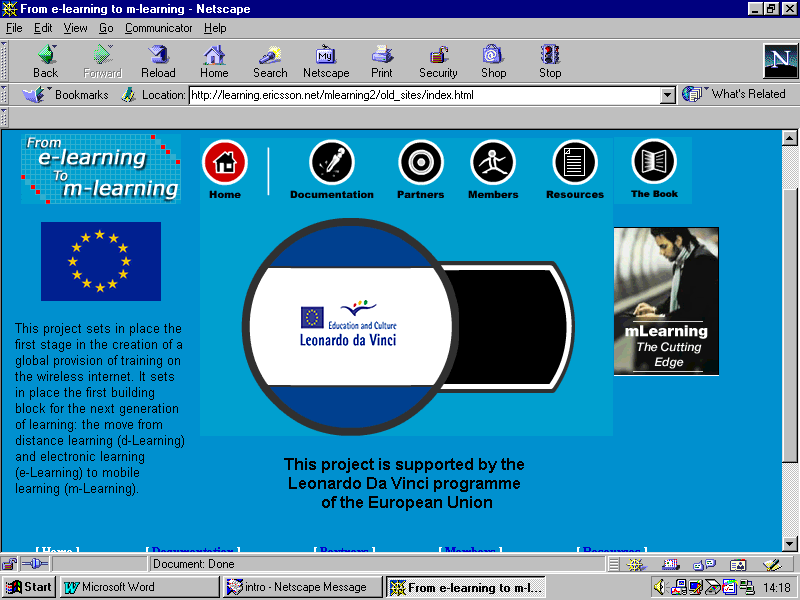 From e-learning to m-learning - Netscape
File Edit View Go Communicator Help
Back Forward Reload Home Search Netscape Print Security Shop Stop
My
N
Bookmarks Location: http://learning.ericsson.net/mlearning2/old_sites/index.html What's Related
From
e-learning
To
m-learning
Home Documentation Partners Members Resources The Book
Education and Culture
Leonardo da Vinci
mLearning
The Cutting
Edge
This project sets in place the
first stage in the creation of a
global provision of training on
the wireless internet. It sets
in place the first building
block for the next generation
of learning: the move from
distance learning (d-Learning)
and electronic learning
(e-Learning) to mobile
learning (m-Learning).
This project is supported by the
Leonardo Da Vinci programme
of the European Union
[ Home ] [ Documentation ] [ Partners ] [ Members ] [ Resources ]
Document: Done
Start Microsoft Word intro - Netscape Message From e-learning to m-l... 14:18